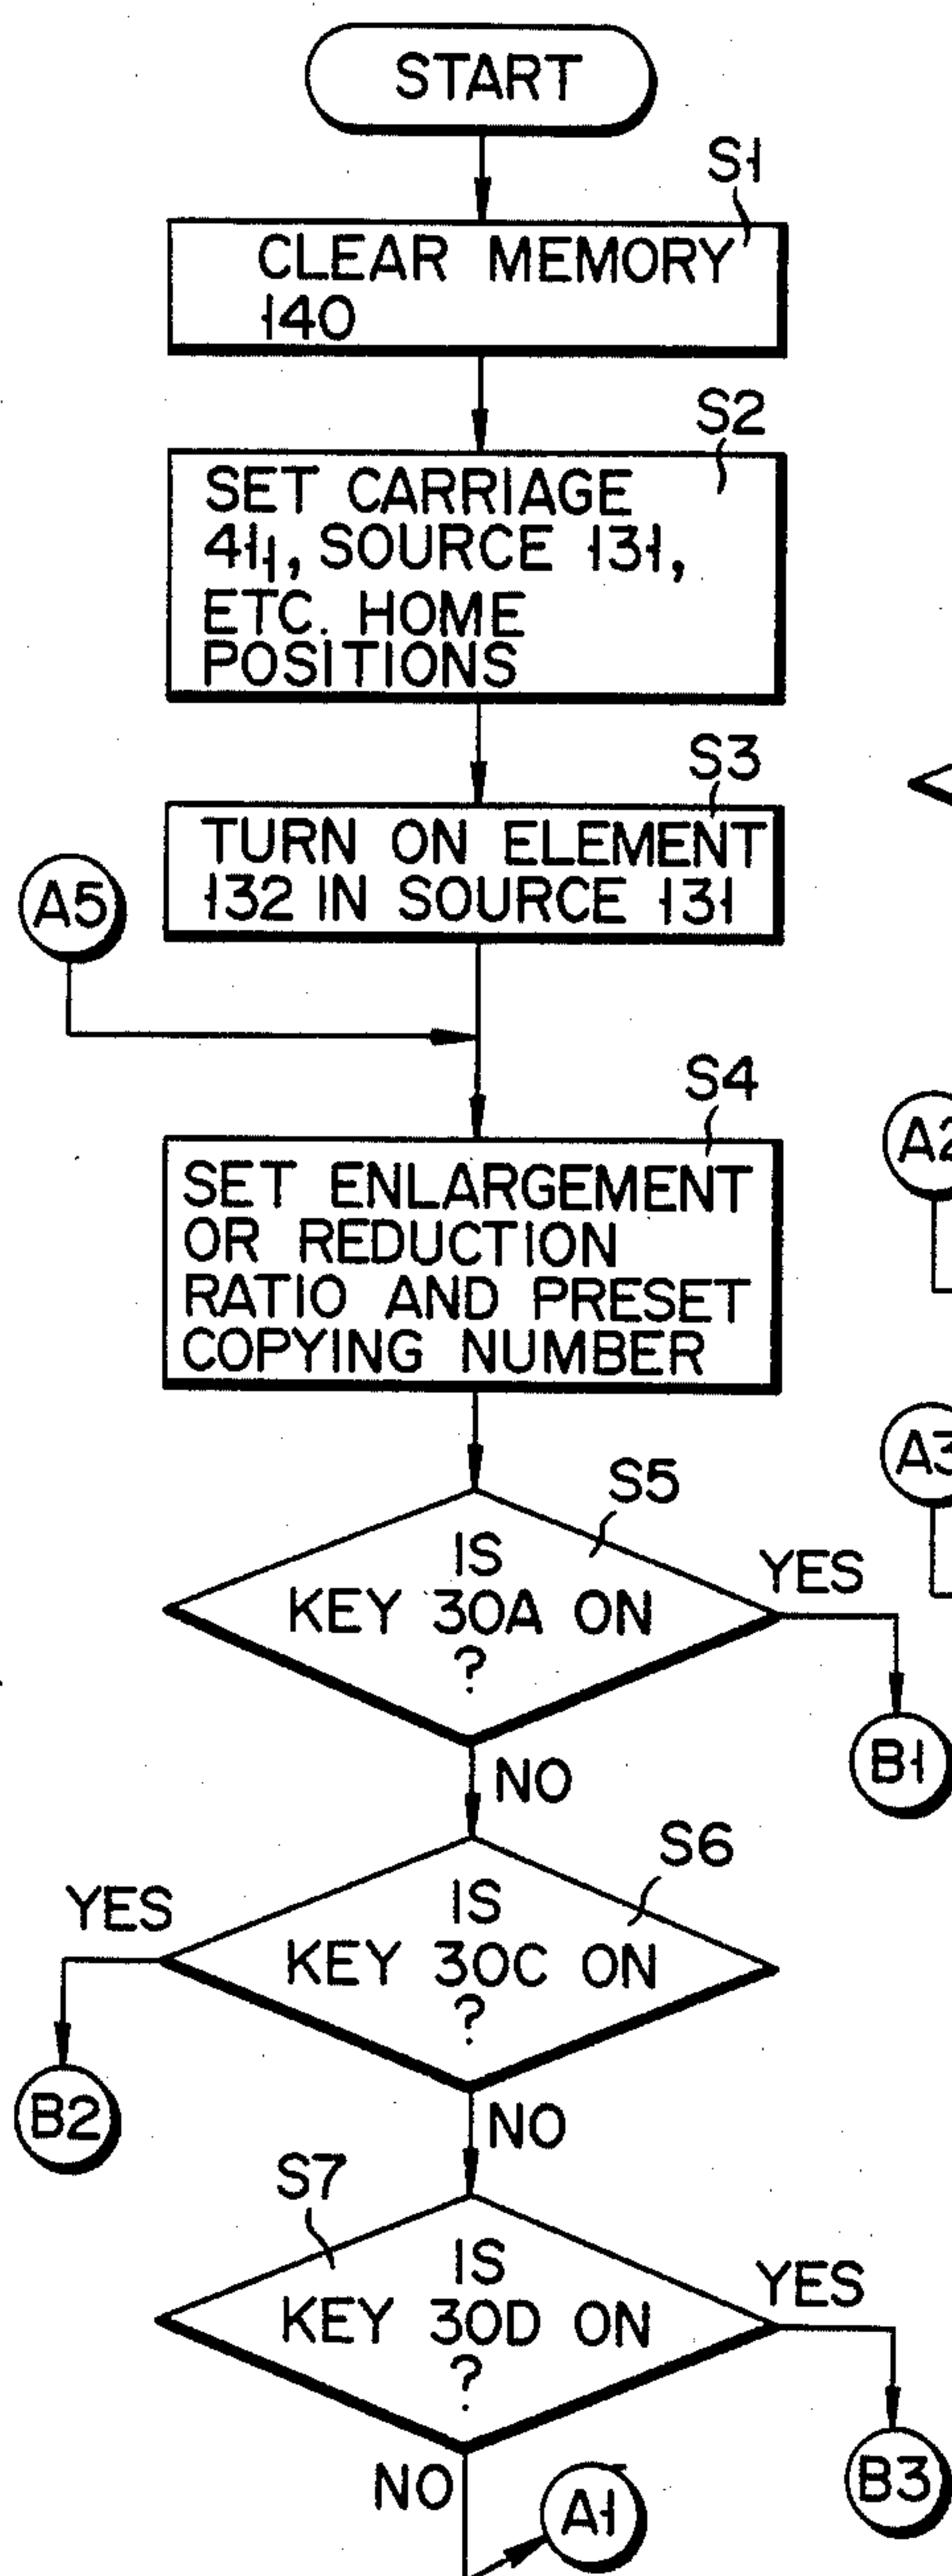 START
S1
CLEAR MEMORY
140
S2
SET CARRIAGE
41₁, SOURCE 131,
ETC. HOME
POSITIONS
S3
TURN ON ELEMENT
132 IN SOURCE 131
A5
S4
SET ENLARGEMENT
OR REDUCTION
RATIO AND PRESET
COPYING NUMBER
A2
A3
S5
IS
KEY 30A ON
?
YES
B1
NO
S6
IS
KEY 30C ON
?
YES
B2
NO
S7
IS
KEY 30D ON
?
YES
B3
NO
A1